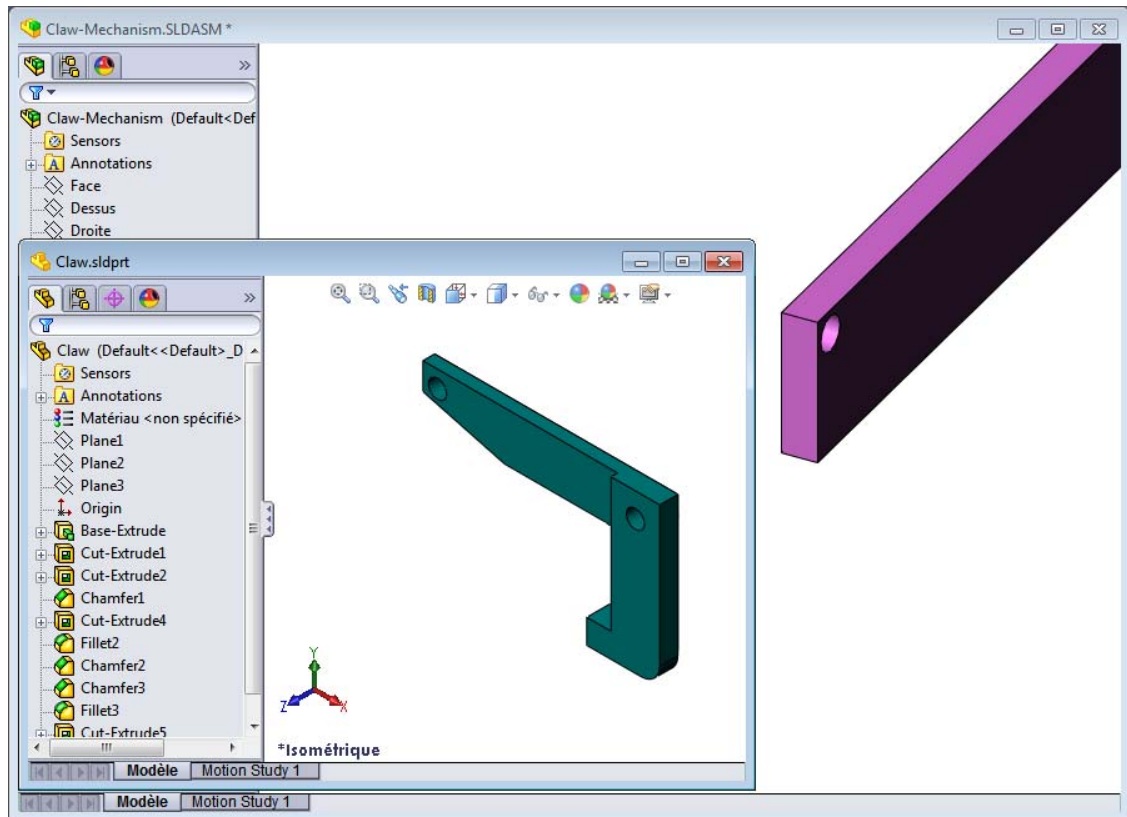 Claw-Mechanism.SLDASM *
Claw-Mechanism (Default<Def
Sensors
A Annotations
Face
Dessus
Droite
Claw.sldprt
Claw (Default<<Default>_D
Sensors
A Annotations
Matériau <non spécifié>
Plane1
Plane2
Plane3
Origin
Base-Extrude
Cut-Extrude1
Cut-Extrude2
Chamfer1
Cut-Extrude4
Fillet2
Chamfer2
Chamfer3
Fillet3
Cut-Extrude5
Y
Z
X
*Isométrique
Modèle Motion Study 1
Modèle Motion Study 1